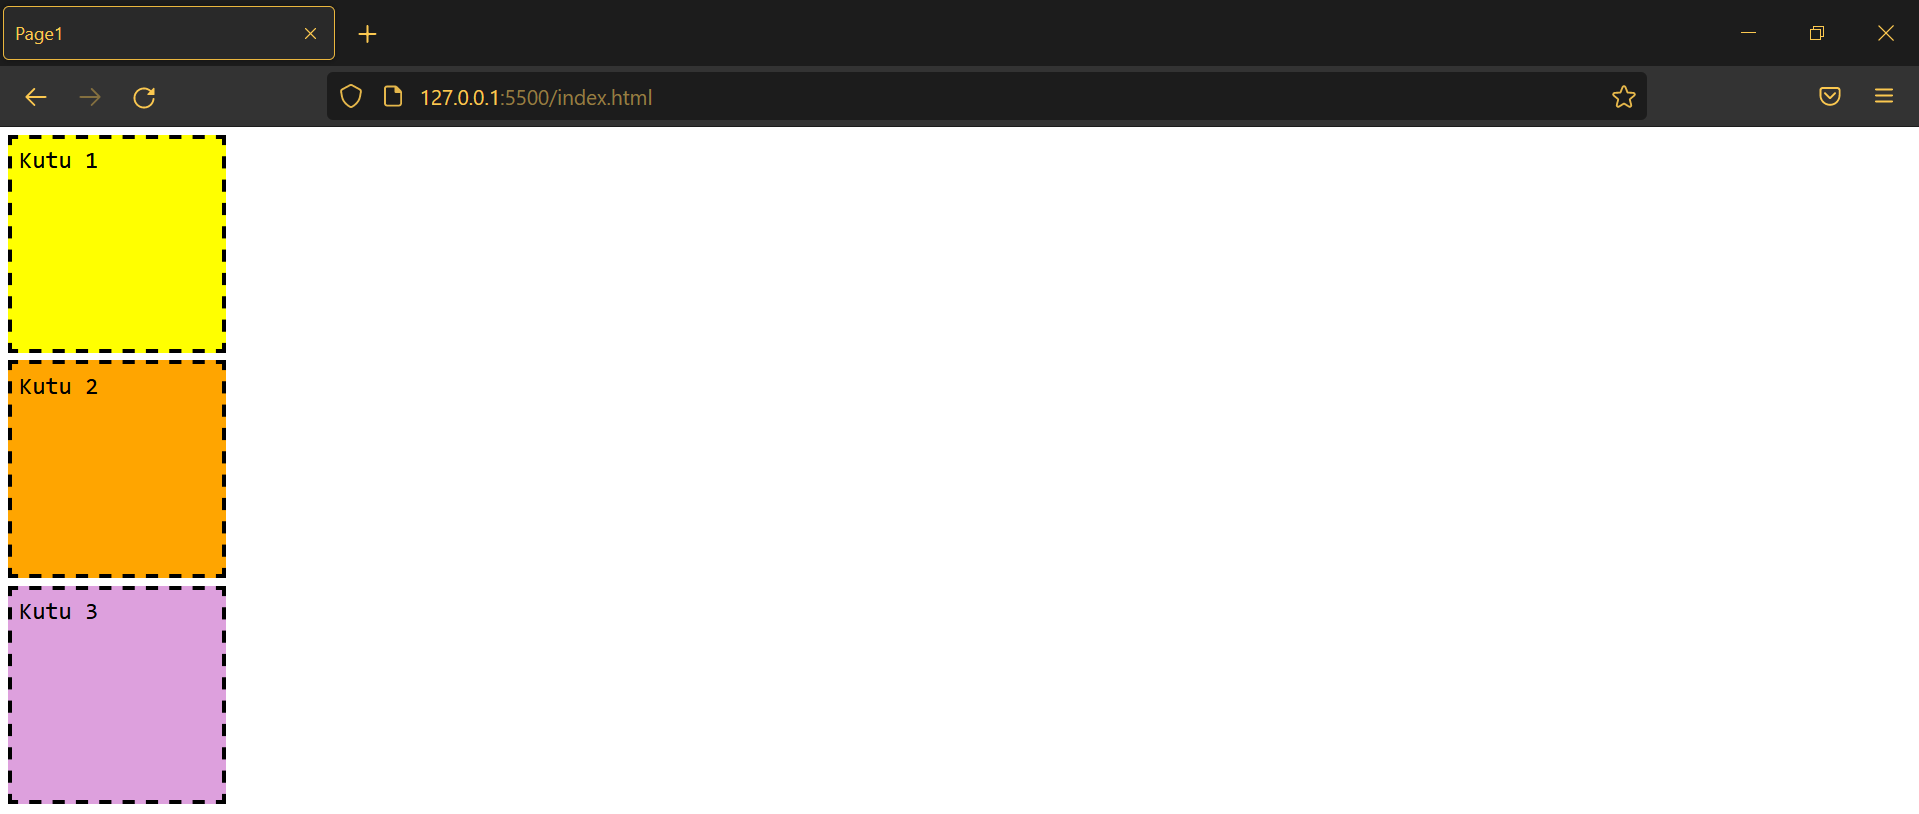 Page1
127.0.0.1:5500/index.html
Kutu 1
Kutu 2
Kutu 3